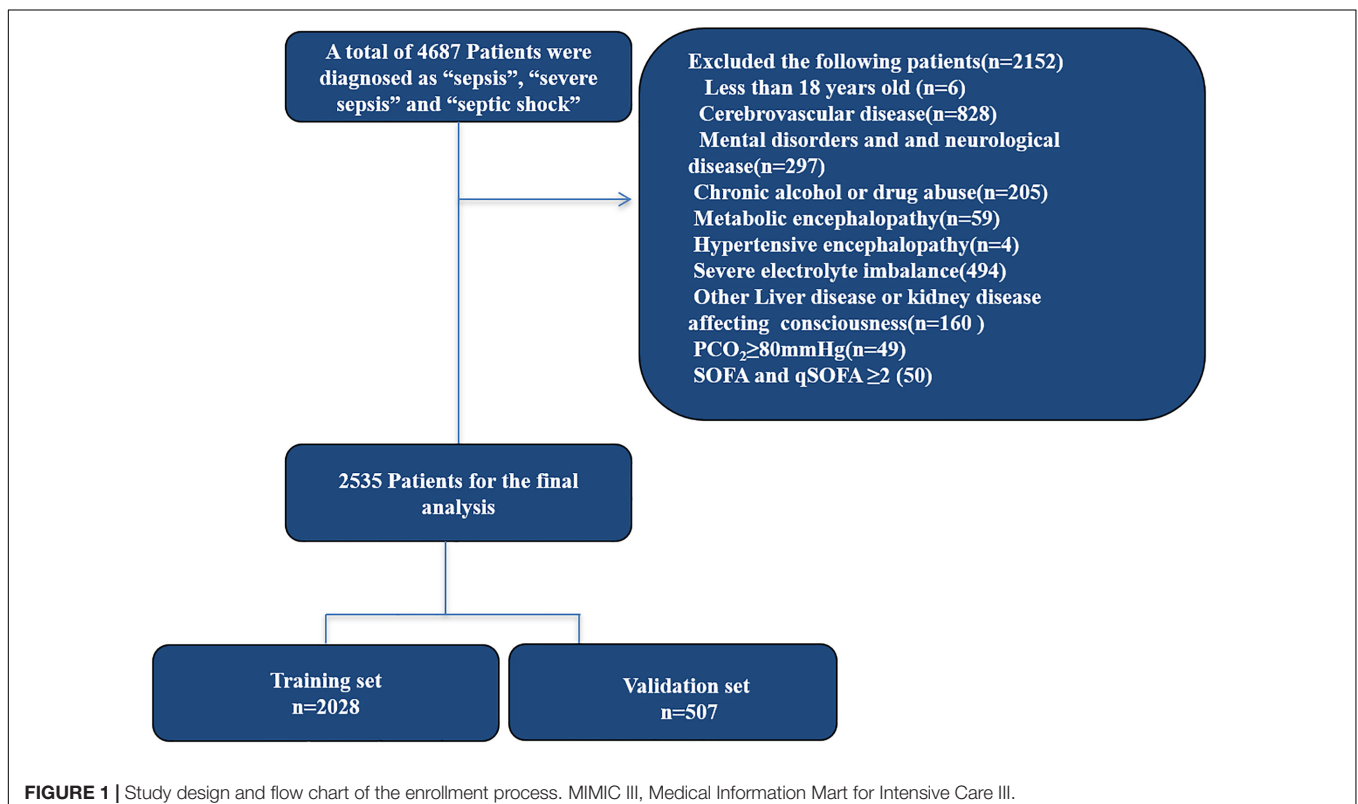 A total of 4687 Patients were
diagnosed as “sepsis”, “severe
sepsis” and “septic shock”
Excluded the following patients(n=2152)
Less than 18 years old (n=6)
Cerebrovascular disease(n=828)
Mental disorders and and neurological
disease(n=297)
Chronic alcohol or drug abuse(n=205)
Metabolic encephalopathy(n=59)
Hypertensive encephalopathy(n=4)
Severe electrolyte imbalance(494)
Other Liver disease or kidney disease
affecting consciousness(n=160 )
PCO₂≥80mmHg(n=49)
SOFA and qSOFA ≥2 (50)
2535 Patients for the final
analysis
Training set
n=2028
Validation set
n=507
FIGURE 1 | Study design and flow chart of the enrollment process. MIMIC III, Medical Information Mart for Intensive Care III.